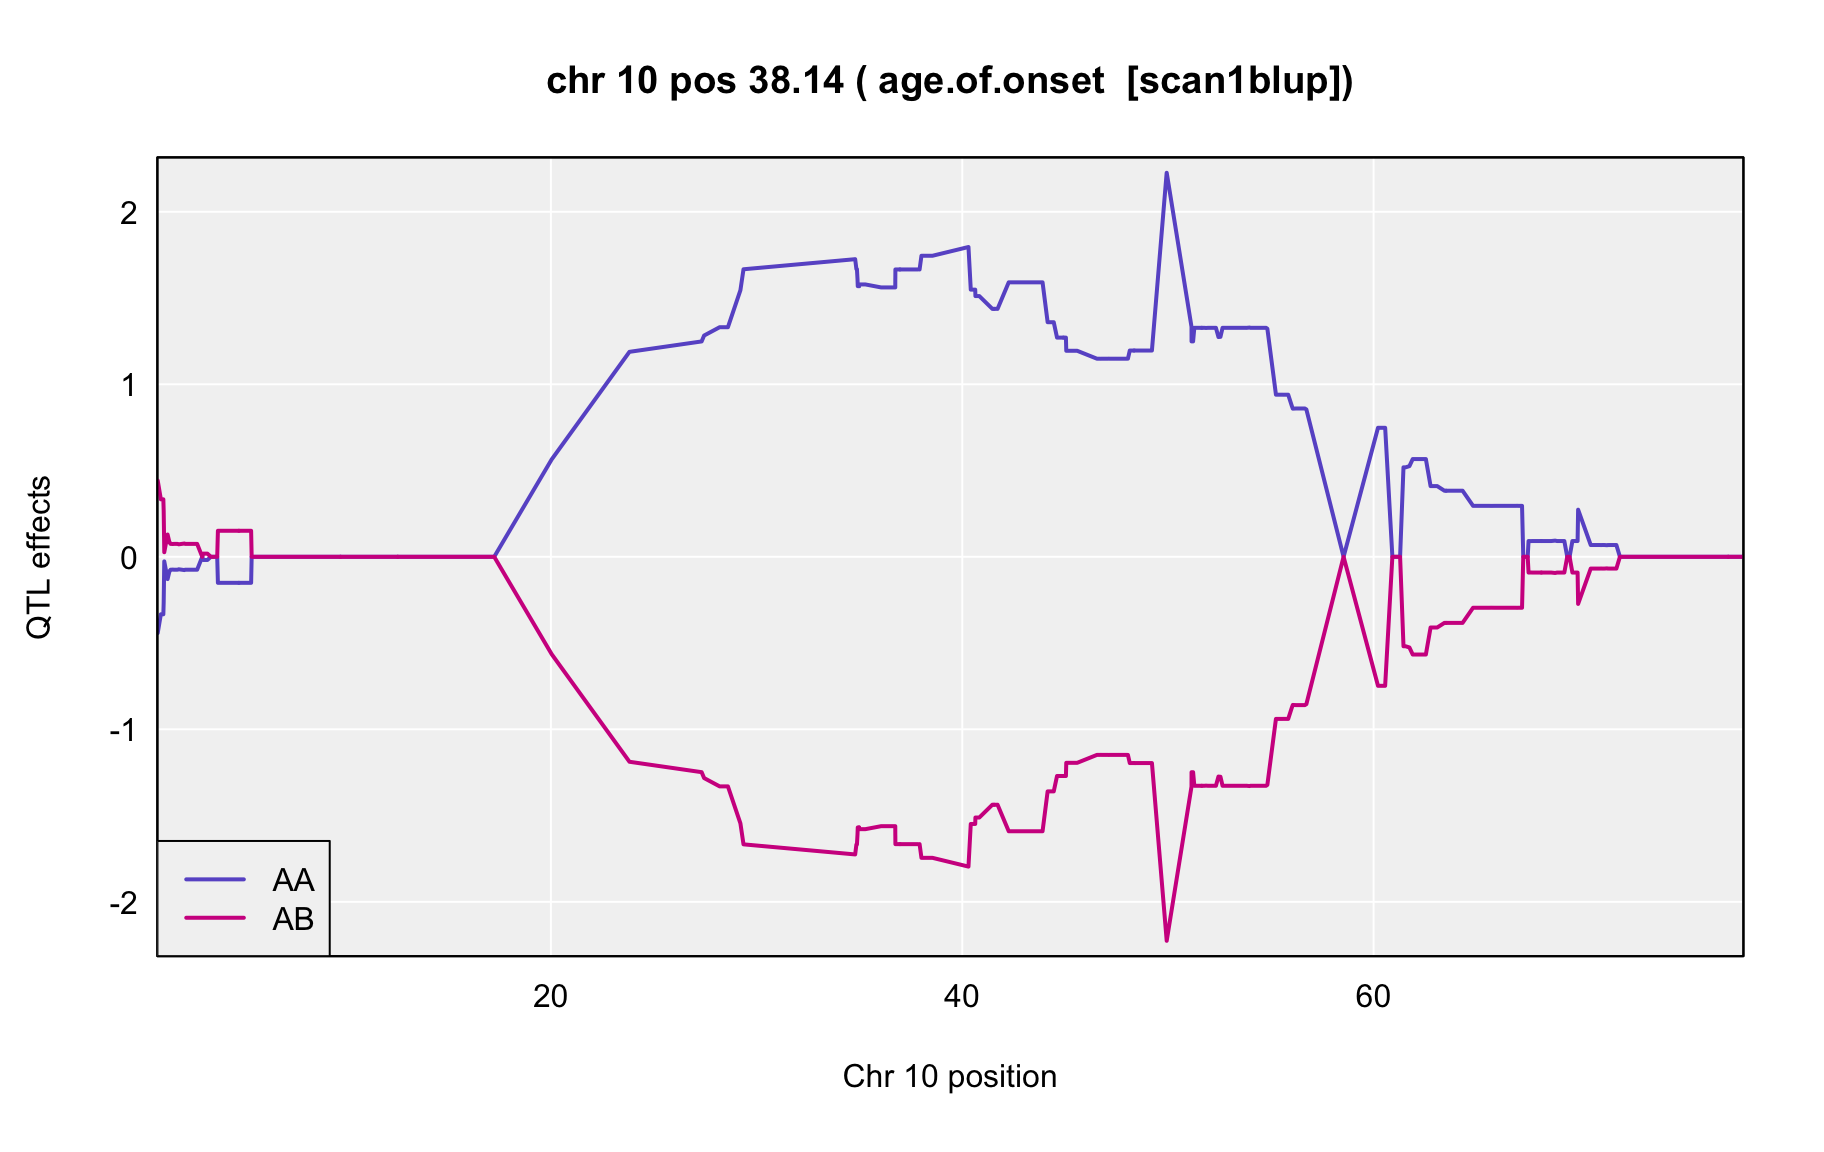 chr 10 pos 38.14 ( age.of.onset  [scan1blup])
QTL effects
2
1
0
-1
-2
AA
AB
20 40 60
Chr 10 position